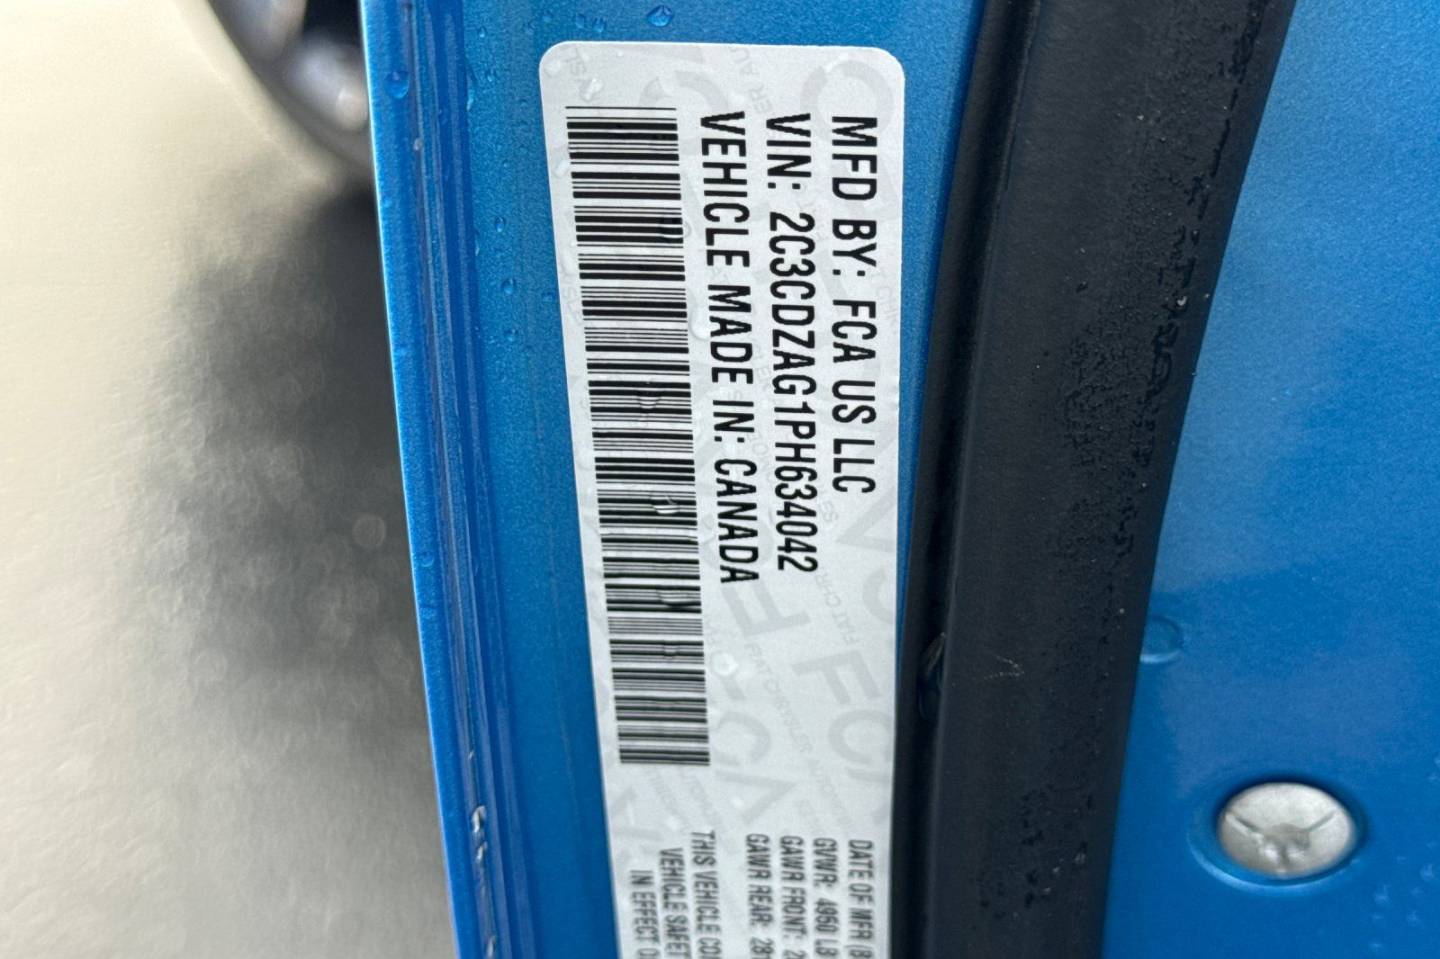 MFD BY: FCA US LLC
VIN: 2C3CDZAG1PH634042
VEHICLE MADE IN: CANADA
DATE OF MFR
GVWR: 4950 LB
GAWR FRONT:
GAWR REAR:
THIS VEHICLE
VEHICLE
IN EFFECT